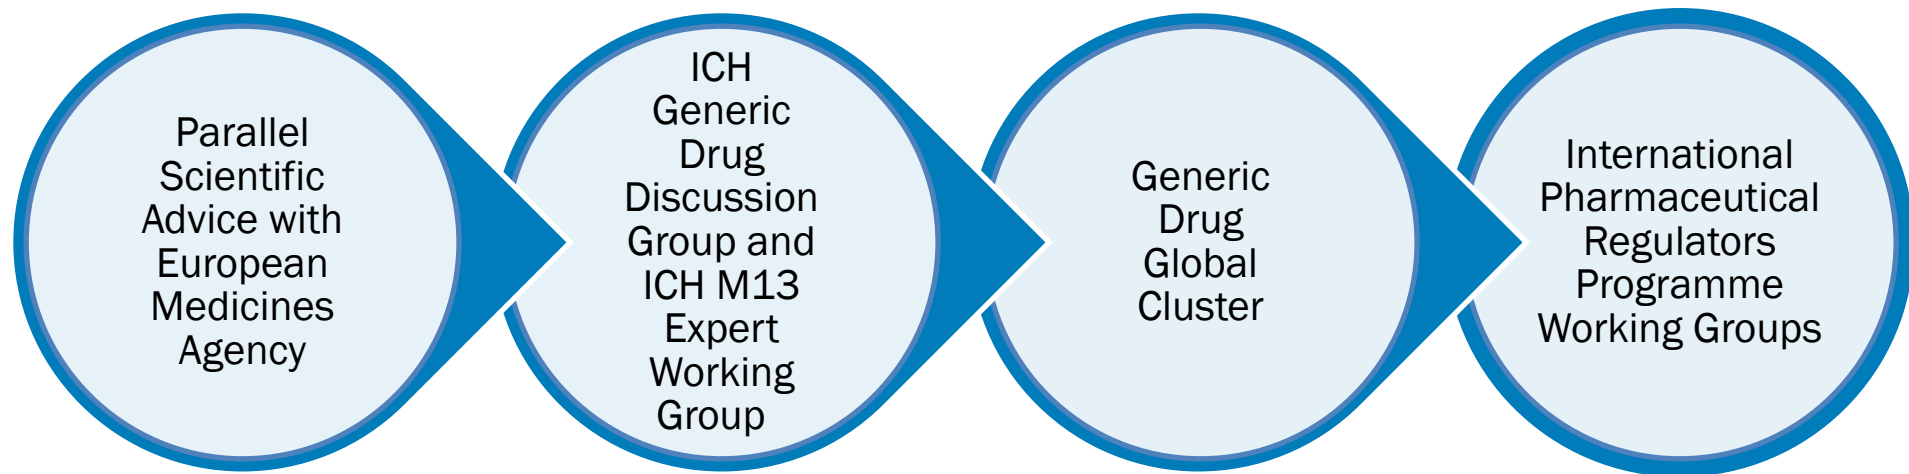 Parallel
Scientific
Advice with
European
Medicines
Agency
ICH
Generic
Drug
Discussion
Group and
ICH M13
Expert
Working
Group
Generic
Drug
Global
Cluster
International
Pharmaceutical
Regulators
Programme
Working Groups